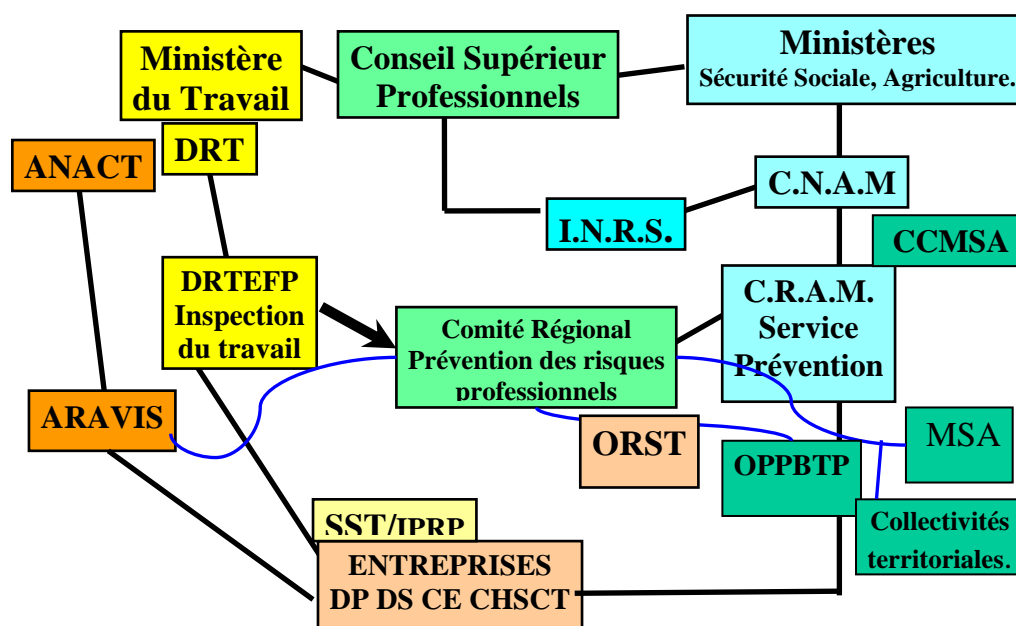 Ministère
du Travail
Conseil Supérieur
Professionnels
Ministères
Sécurité Sociale, Agriculture.
ANACT
DRT
C.N.A.M
I.N.R.S.
CCMSA
DRTEFP
Inspection
du travail
Comité Régional
Prévention des risques
professionnels
C.R.A.M.
Service
Prévention
ARAVIS
ORST
OPPBTP
MSA
SST/IPRP
Collectivités
territoriales.
ENTREPRISES
DP DS CE CHSCT